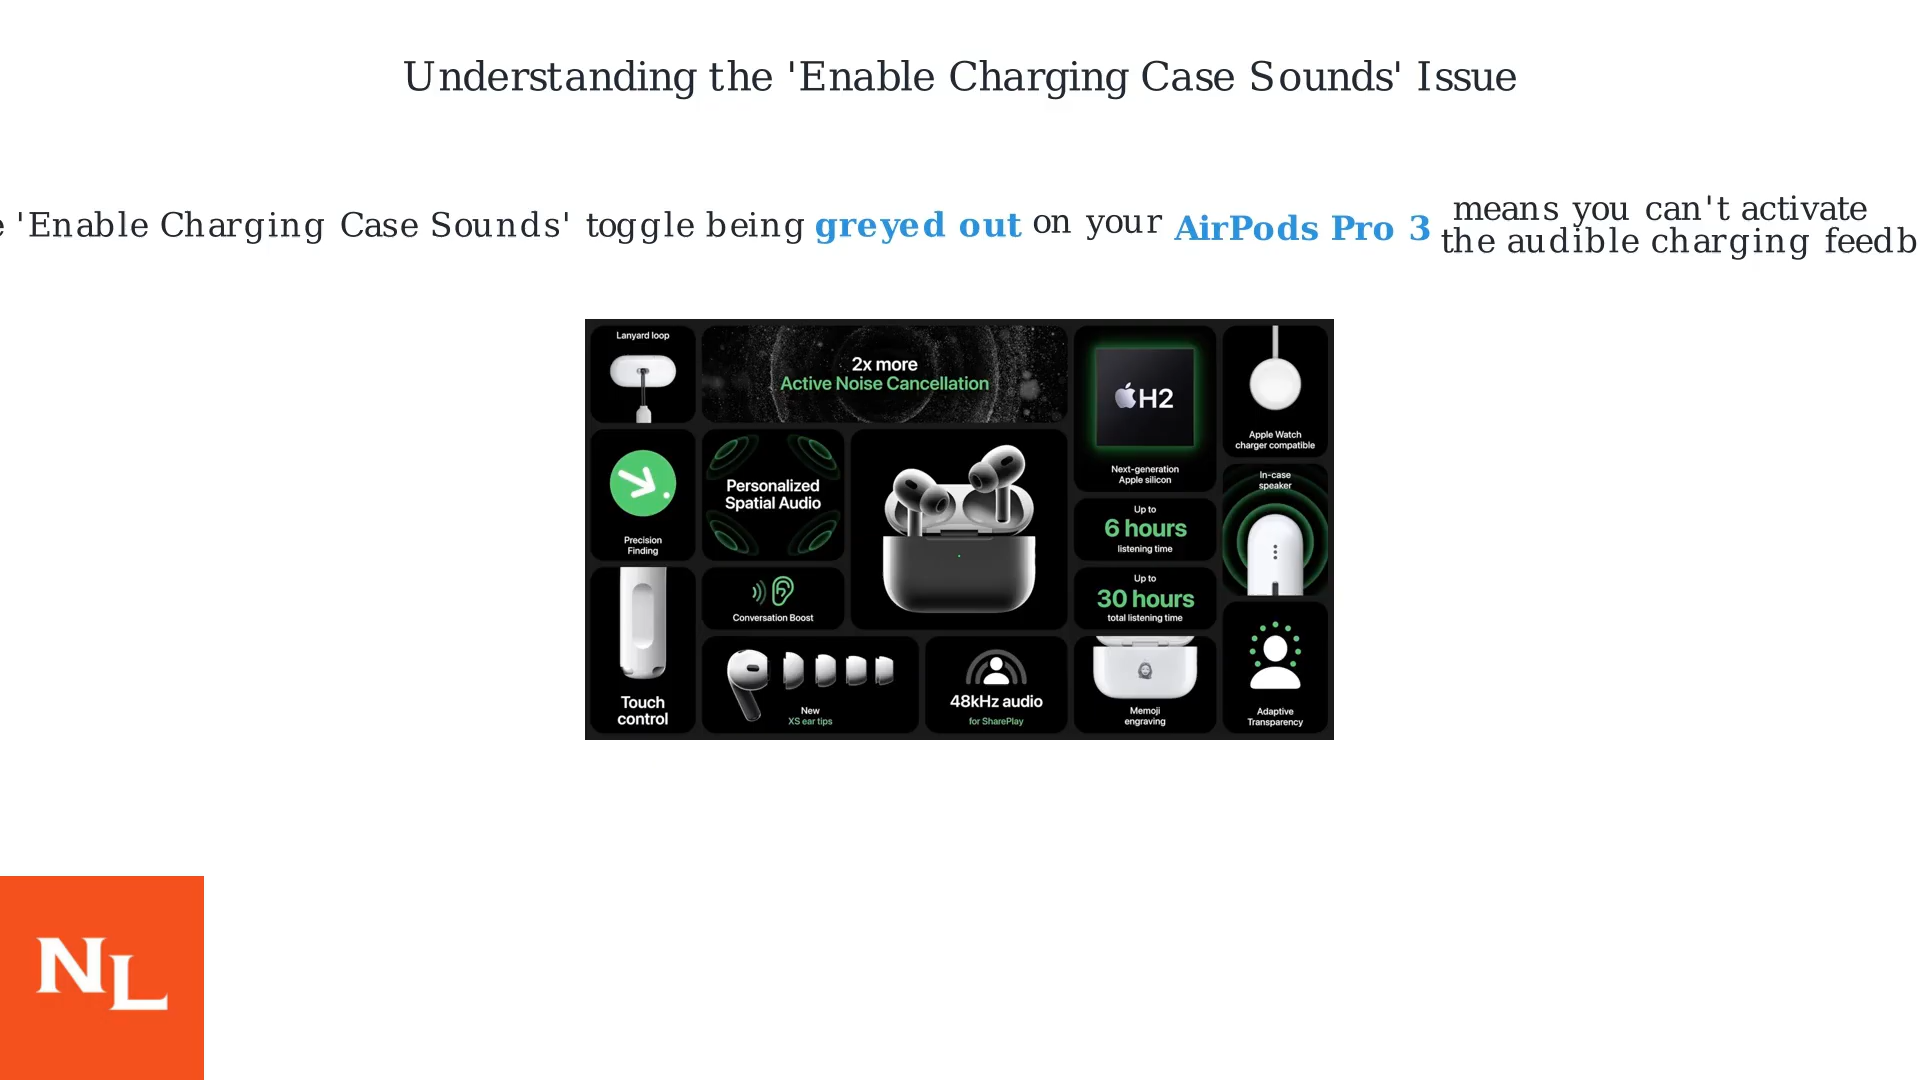 Understanding the 'Enable Charging Case Sounds' Issue
e 'Enable Charging Case Sounds' toggle being greyed out on your AirPods Pro 3 means you can't activate
the audible charging feedb
Lanyard loop
2x more
Active Noise Cancellation
H2
Next-generation
Apple silicon
Apple Watch
charger compatible
Precision
Finding
Personalized
Spatial Audio
Up to
6 hours
listening time
In-case
speaker
Conversation Boost
Up to
30 hours
total listening time
Touch
control
New
XS ear tips
48kHz audio
for SharePlay
Memoji
engraving
Adaptive
Transparency
NL